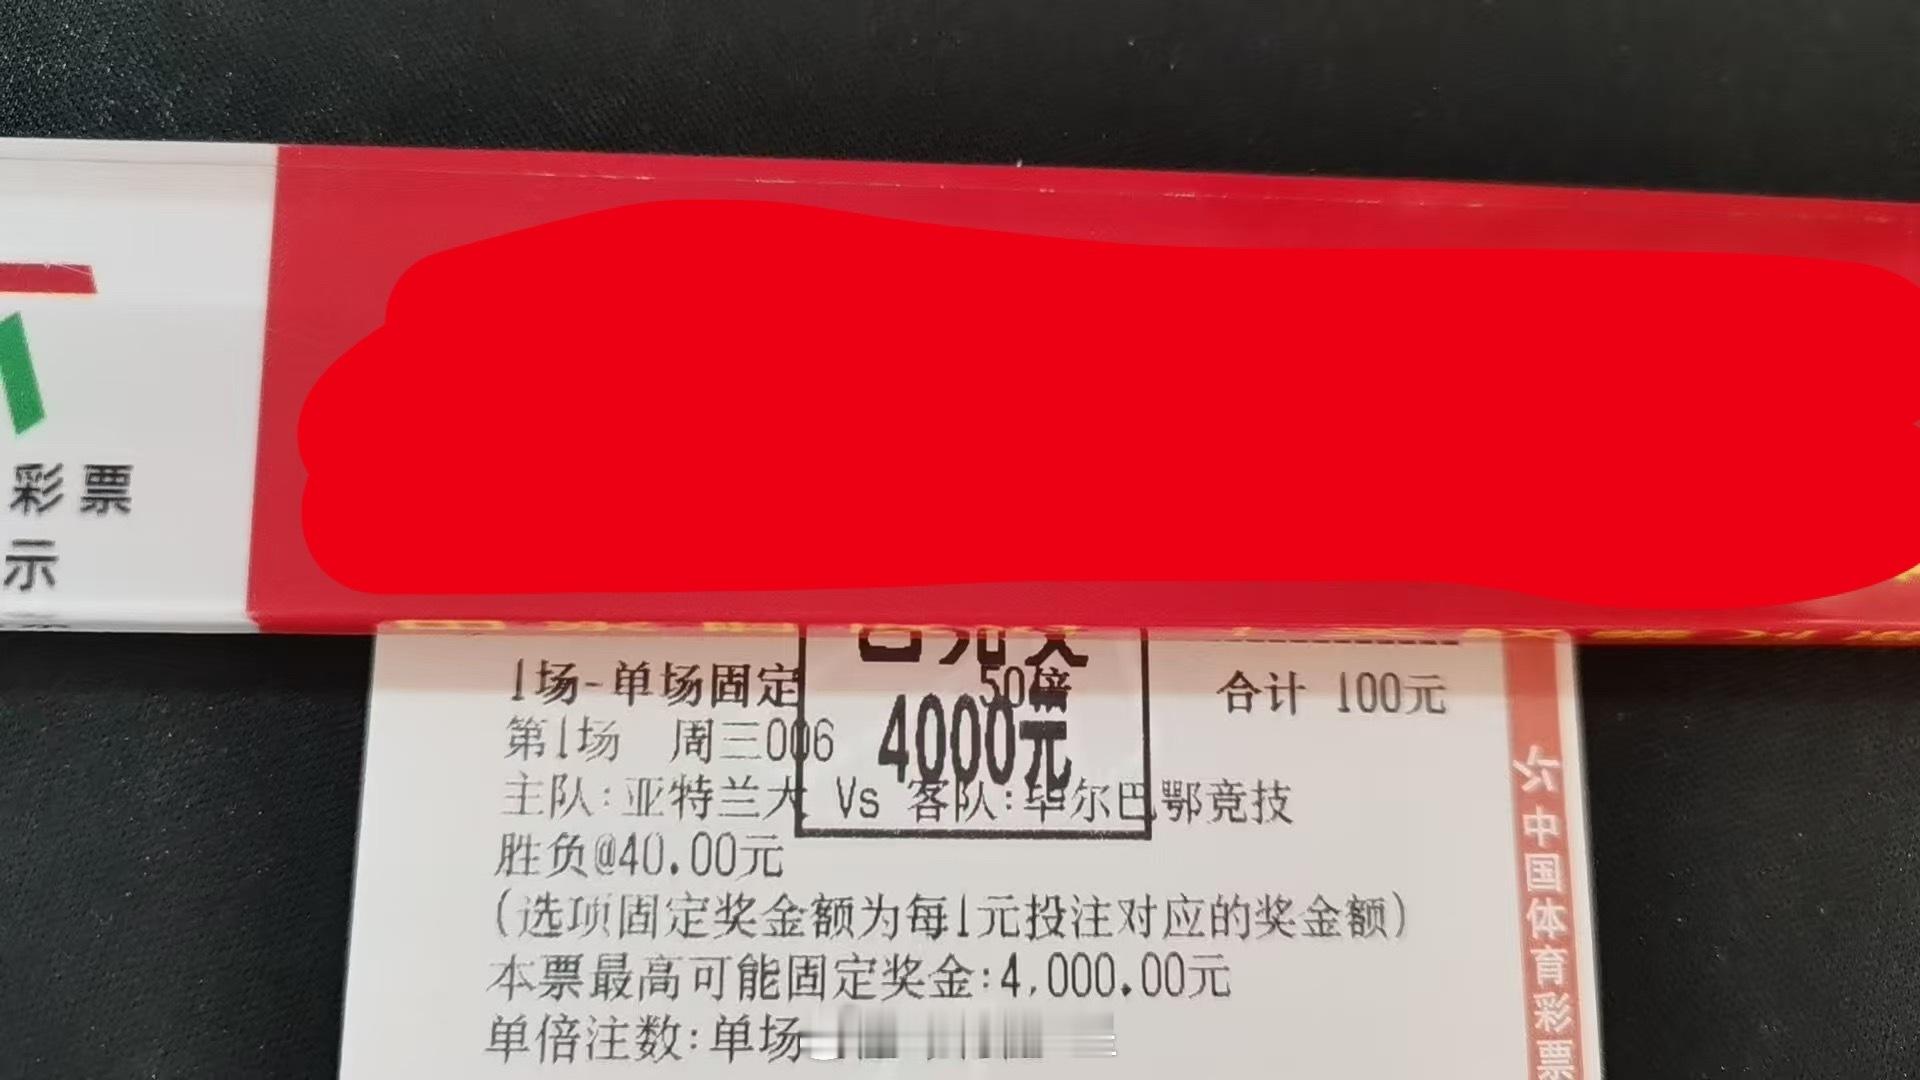 彩票
示
1场-单场固定 50倍 合计 100元
4000元
第1场 周三006
主队:亚特兰大 Vs 客队:毕尔巴鄂竞技
胜负@40.00元
(选项固定奖金额为每1元投注对应的奖金额)
本票最高可能固定奖金:4,000.00元
单倍注数:单场
中国体育彩票